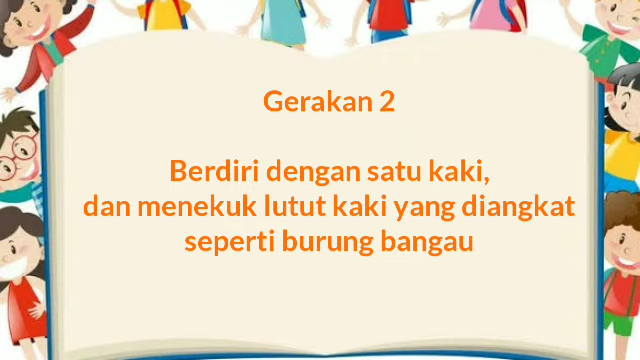 Gerakan 2
Berdiri dengan satu kaki,
dan menekuk lutut kaki yang diangkat
seperti burung bangau